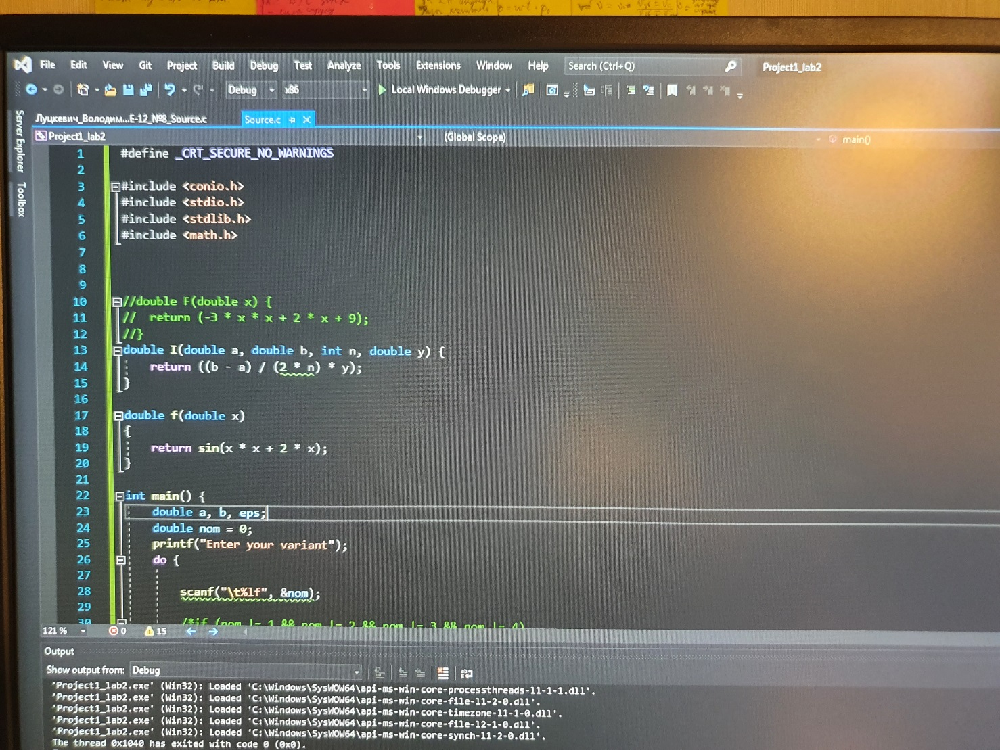 File Edit View Git Project Build Debug Test Analyze Tools Extensions Window Help Search (Ctrl+Q) Project1_lab2
Debug x86 Local Windows Debugger
Server Explorer
Toolbox
Луцкевич_Володим...Е-12_№8_Source.c Source.c
Project1_lab2 (Global Scope) main()
1 #define _CRT_SECURE_NO_WARNINGS
2
3 #include <conio.h>
4 #include <stdio.h>
5 #include <stdlib.h>
6 #include <math.h>
7
8
9
10 //double F(double x) {
11 //  return (-3 * x * x + 2 * x + 9);
12 //}
13 double I(double a, double b, int n, double y) {
14 return ((b - a) / (2 * n) * y);
15 }
16
17 double f(double x)
18 {
19 return sin(x * x + 2 * x);
20 }
21
22 int main() {
23 double a, b, eps;
24 double nom = 0;
25 printf("Enter your variant");
26 do {
27
28 scanf("\t%lf", &nom);
29
30 /*if (nom != 1 && nom != 2 && nom != 3 && nom != 4)
121 % 0 15
Output
Show output from: Debug
'Project1_lab2.exe' (Win32): Loaded 'C:\Windows\SysWOW64\api-ms-win-core-processthreads-l1-1-1.dll'.
'Project1_lab2.exe' (Win32): Loaded 'C:\Windows\SysWOW64\api-ms-win-core-file-l1-2-0.dll'.
'Project1_lab2.exe' (Win32): Loaded 'C:\Windows\SysWOW64\api-ms-win-core-timezone-l1-1-0.dll'.
'Project1_lab2.exe' (Win32): Loaded 'C:\Windows\SysWOW64\api-ms-win-core-file-l2-1-0.dll'.
'Project1_lab2.exe' (Win32): Loaded 'C:\Windows\SysWOW64\api-ms-win-core-synch-l1-2-0.dll'.
The thread 0x1040 has exited with code 0 (0x0).